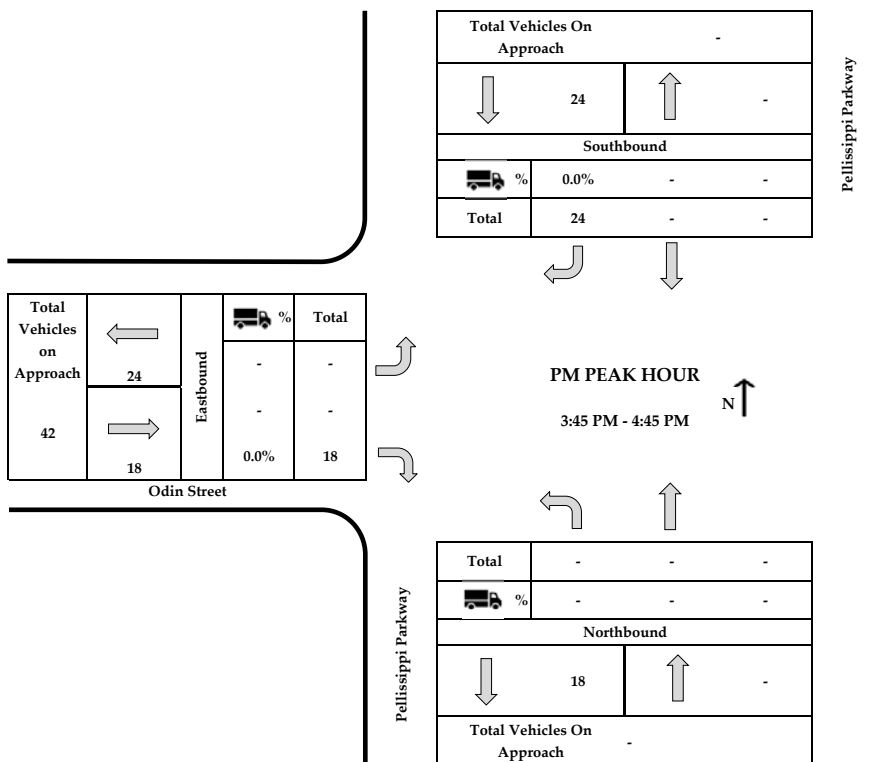 Total Vehicles On
Approach
-
24
-
Southbound
% 0.0% - -
Total 24 - -
Pellissippi Parkway
Total
Vehicles
on
Approach
42
24
18
Eastbound
% Total
- -
- -
0.0% 18
Odin Street
PM PEAK HOUR
3:45 PM - 4:45 PM
N
Total - - -
% - - -
Northbound
18
-
Total Vehicles On
Approach
-
Pellissippi Parkway